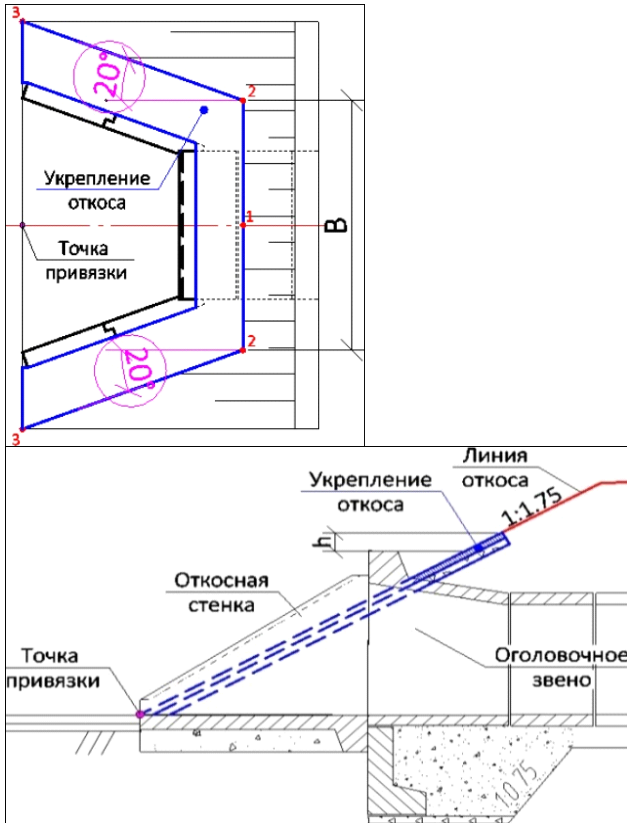 3
20°
2
Укрепление
откоса
1
B
Точка
привязки
20°
2
3
Линия
откоса
Укрепление
откоса
1:1.75
h
Откосная
стенка
Точка
привязки
Оголовочное
звено
1:0.75